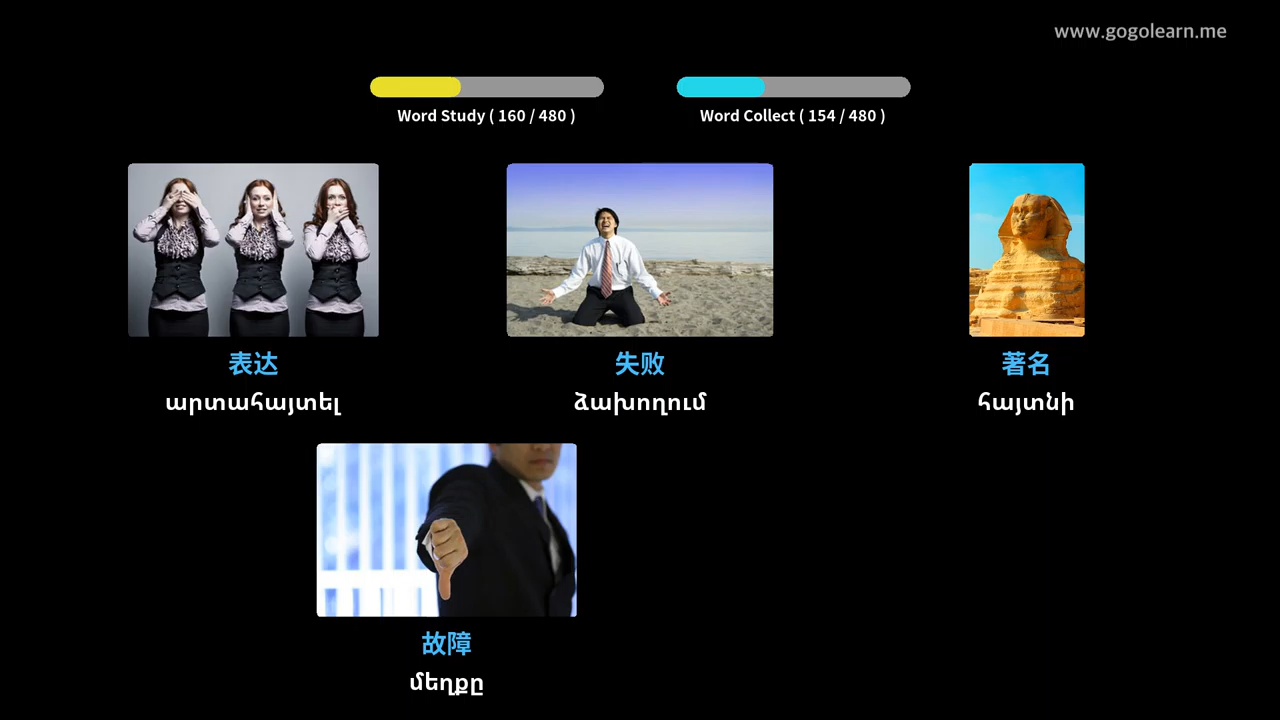 www.gogolearn.me
Word Study ( 160 / 480 )
Word Collect ( 154 / 480 )
表达
արտահայտել
失败
ձախողում
著名
հայտնի
故障
մեղքը